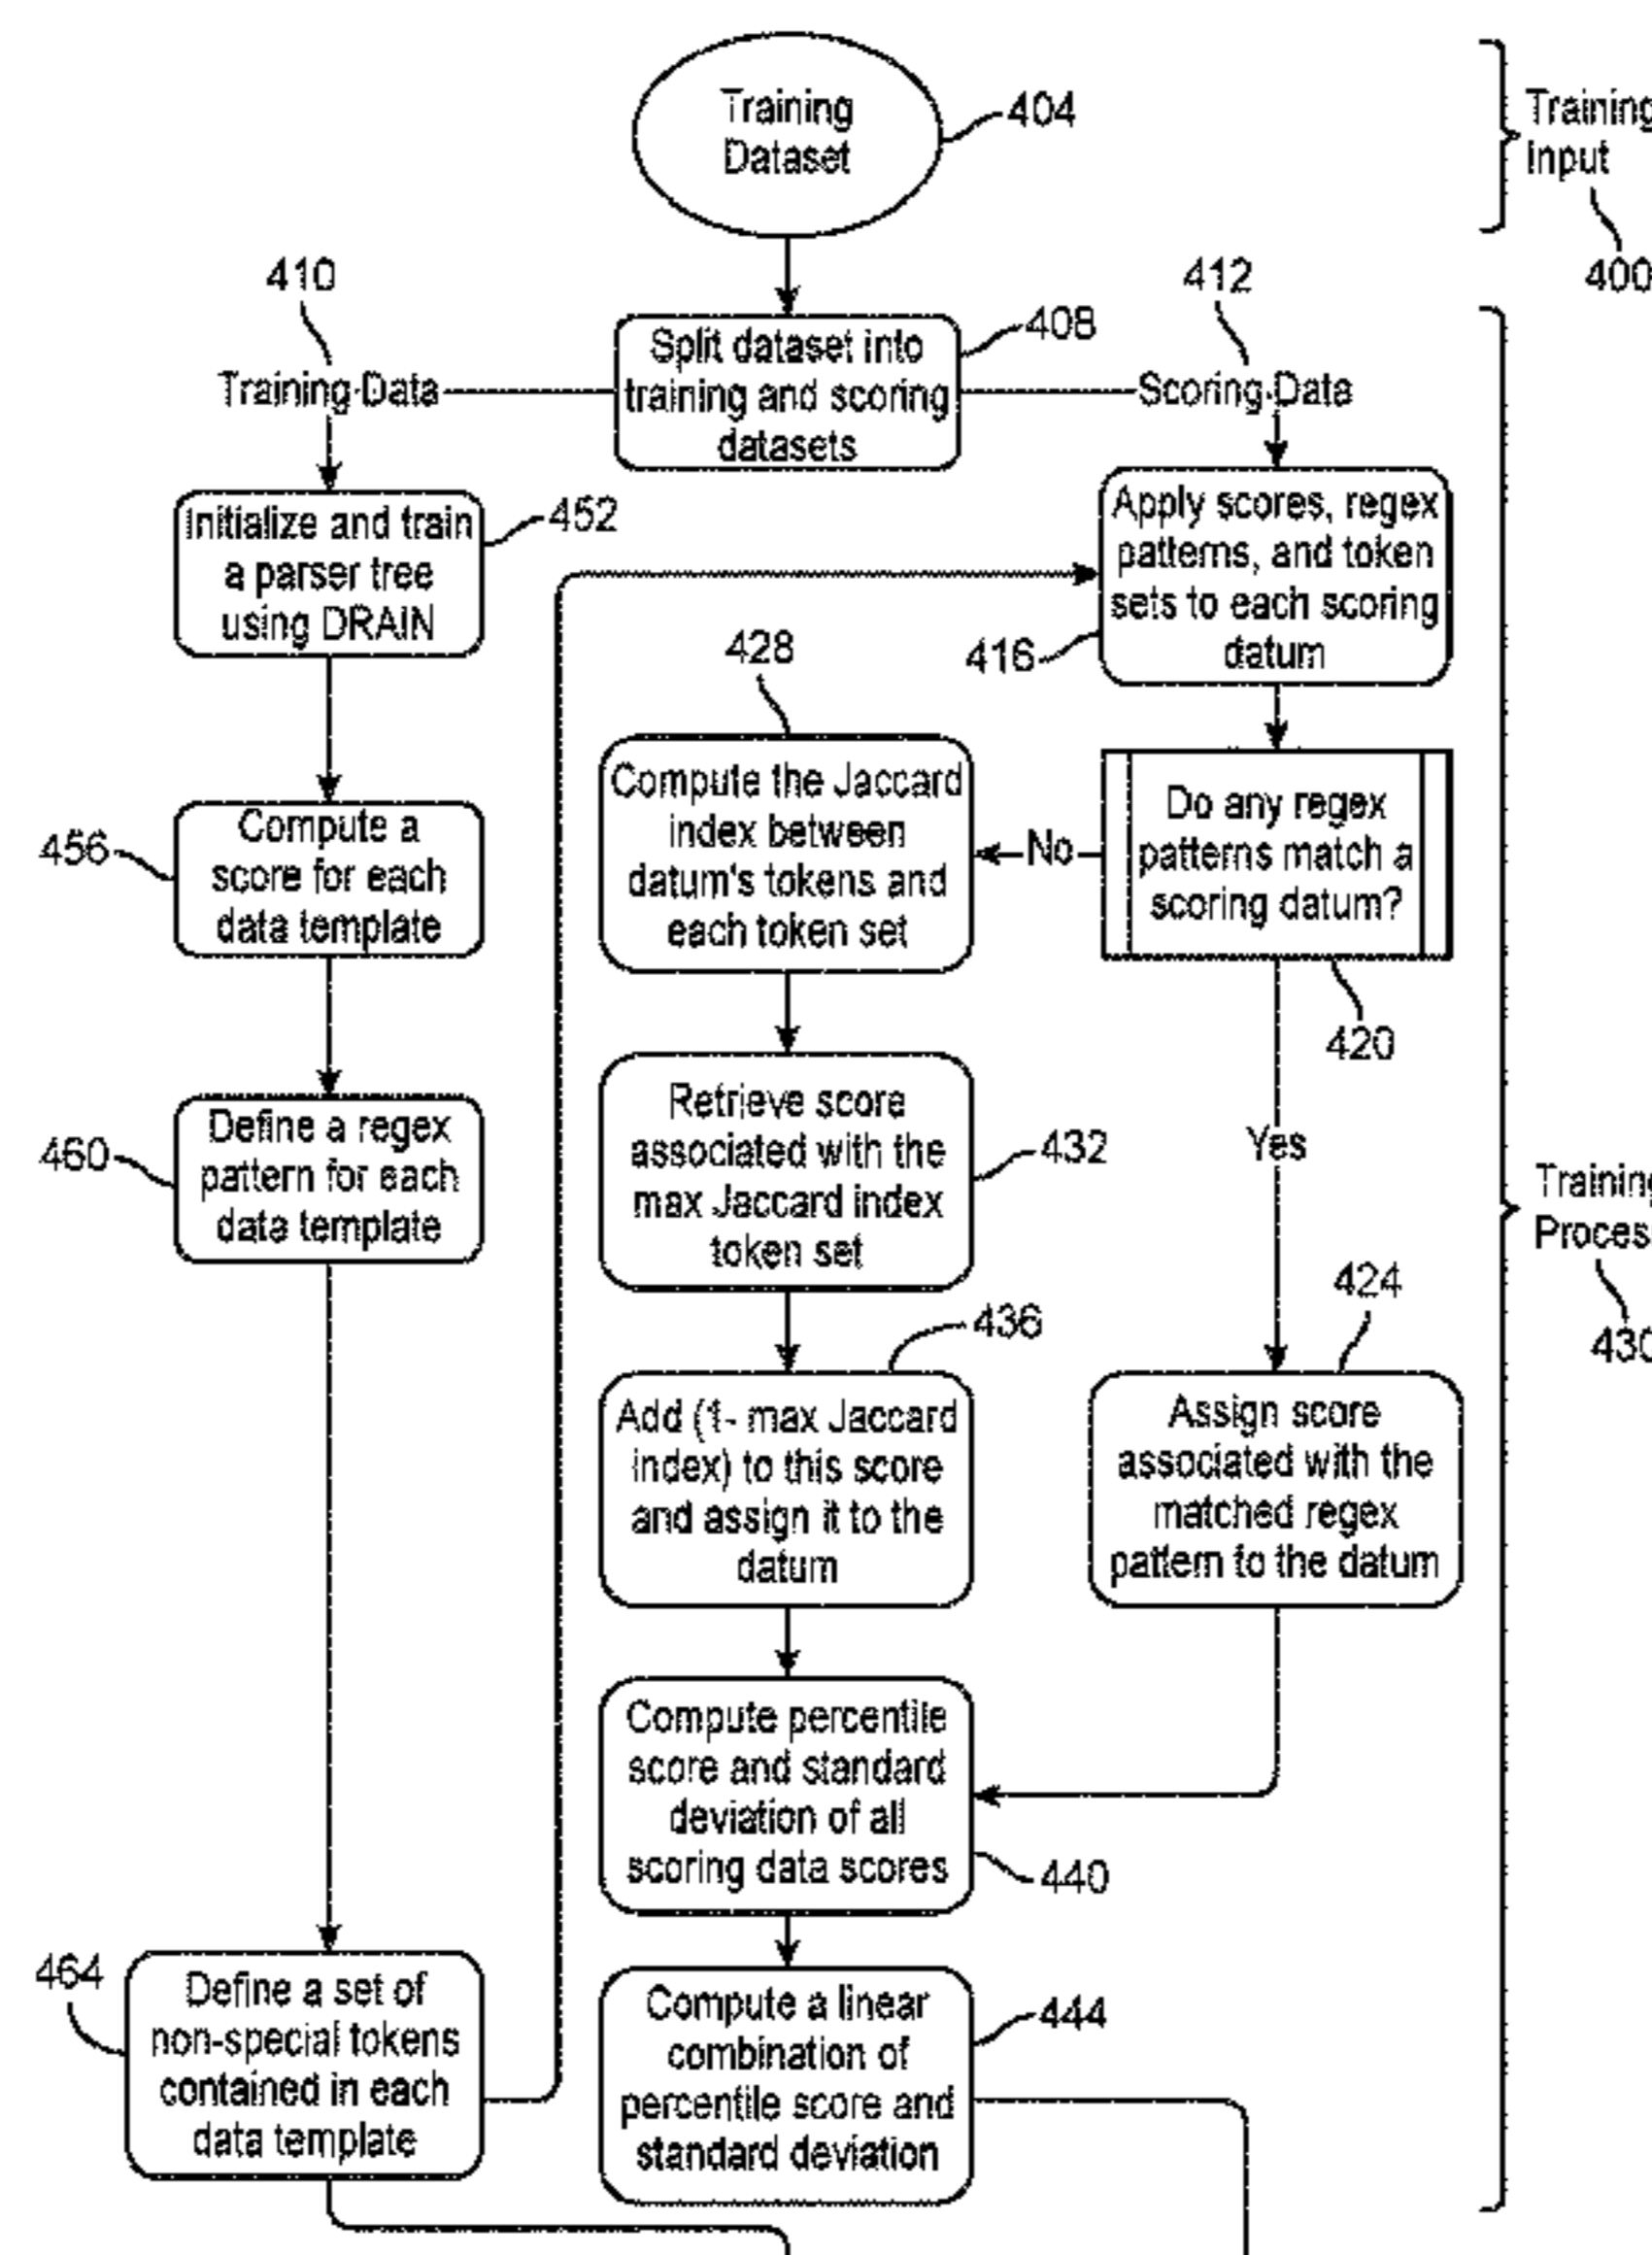 Training
Dataset
404
Training
Input
400
410
412
408
Split dataset into
training and scoring
datasets
Training Data
Scoring Data
Initialize and train
a parser tree
using DRAIN
452
Apply scores, regex
patterns, and token
sets to each scoring
datum
416
428
Compute the Jaccard
index between
datum's tokens and
each token set
No
Do any regex
patterns match a
scoring datum?
420
456
Compute a
score for each
data template
Retrieve score
associated with the
max Jaccard index
token set
432
Yes
460
Define a regex
pattern for each
data template
Training
Proces
430
424
436
Add (1- max Jaccard
index) to this score
and assign it to the
datum
Assign score
associated with the
matched regex
pattern to the datum
Compute percentile
score and standard
deviation of all
scoring data scores
440
464
Define a set of
non-special tokens
contained in each
data template
Compute a linear
combination of
percentile score and
standard deviation
444